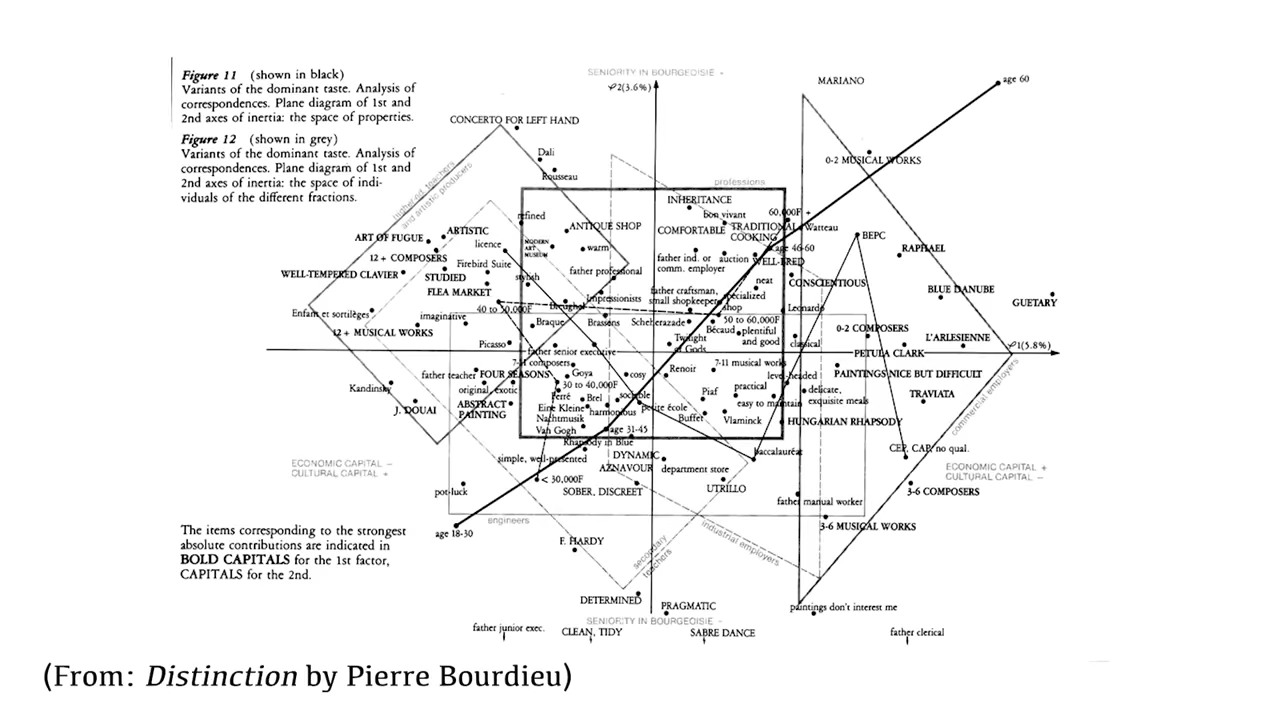 Figure 11 (shown in black)
Variants of the dominant taste. Analysis of
correspondences. Plane diagram of 1st and
2nd axes of inertia: the space of properties.
Figure 12 (shown in grey)
Variants of the dominant taste. Analysis of
correspondences. Plane diagram of 1st and
2nd axes of inertia: the space of indi-
viduals of the different fractions.
SENIORITY IN BOURGEOISIE +
φ2(3.6%)
MARIANO
age 60
CONCERTO FOR LEFT HAND
Dali
Rousseau
0-2 MUSICAL WORKS
higher-ed. teachers
and artistic producers
professions
INHERITANCE
bon vivant
60,000F +
refined
ANTIQUE SHOP
COMFORTABLE
TRADITIONAL
COOKING
Watteau
BEPC
ART OF FUGUE
ARTISTIC
licence
MODERN
ART
MUSEUM
warm
age 46-60
RAPHAEL
12 + COMPOSERS
Firebird Suite
father ind. or
comm. employer
auction
WELL-BRED
WELL-TEMPERED CLAVIER
STUDIED
stylish
father professional
neat
CONSCIENTIOUS
FLEA MARKET
Impressionists
father craftsman,
small shopkeeper
specialized
shop
BLUE DANUBE
GUETARY
Enfant et sortilèges
imaginative
40 to 50,000F
Breughel
Leonardo
12 + MUSICAL WORKS
Braque
Brassens
Scheherazade
50 to 60,000F
Bécaud
plentiful
and good
0-2 COMPOSERS
Picasso
Twilight
of Gods
classical
L'ARLESIENNE
φ1(5.8%)
father senior executive
PETULA CLARK
7-11 composers
Goya
7-11 musical works
father teacher
FOUR SEASONS
cosy
Renoir
level-headed
PAINTINGS NICE BUT DIFFICULT
Kandinsky
original, exotic
30 to 40,000F
Ferré
Brel
sociable
Piaf
practical
delicate,
exquisite meals
TRAVIATA
J. DOUAI
ABSTRACT
PAINTING
Eine Kleine
Nachtmusik
harmonious
petite école
easy to maintain
Buffet
Vlaminck
HUNGARIAN RHAPSODY
Van Gogh
age 31-45
commercial employers
Rhapsody in Blue
simple, well-presented
DYNAMIC
baccalauréat
CEP, CAP, no qual.
ECONOMIC CAPITAL –
CULTURAL CAPITAL +
AZNAVOUR
department store
ECONOMIC CAPITAL +
CULTURAL CAPITAL –
pot-luck
< 30,000F
SOBER, DISCREET
UTRILLO
father manual worker
3-6 COMPOSERS
engineers
3-6 MUSICAL WORKS
age 18-30
industrial employers
The items corresponding to the strongest
absolute contributions are indicated in
BOLD CAPITALS for the 1st factor,
CAPITALS for the 2nd.
F. HARDY
secondary
teachers
DETERMINED
PRAGMATIC
paintings don't interest me
SENIORITY IN BOURGEOISIE –
father junior exec.
CLEAN, TIDY
SABRE DANCE
father clerical
(From: Distinction by Pierre Bourdieu)